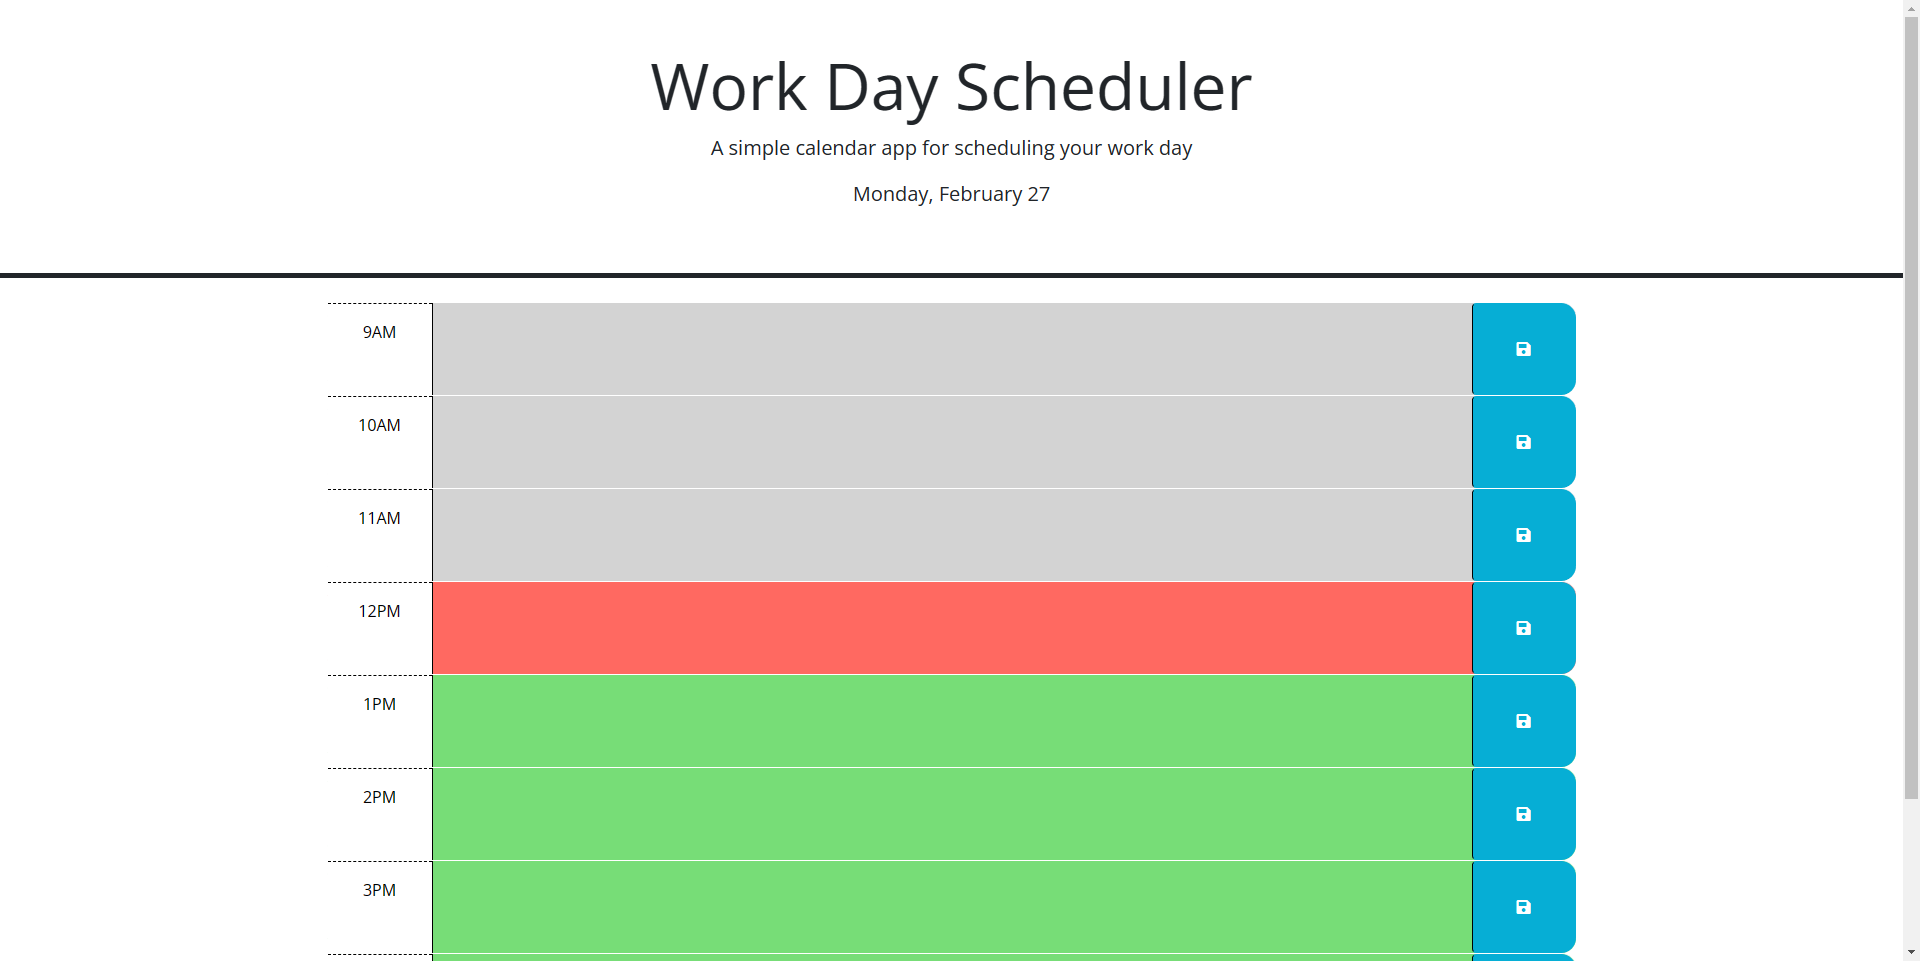 Work Day Scheduler
A simple calendar app for scheduling your work day
Monday, February 27
9AM
10AM
11AM
12PM
1PM
2PM
3PM